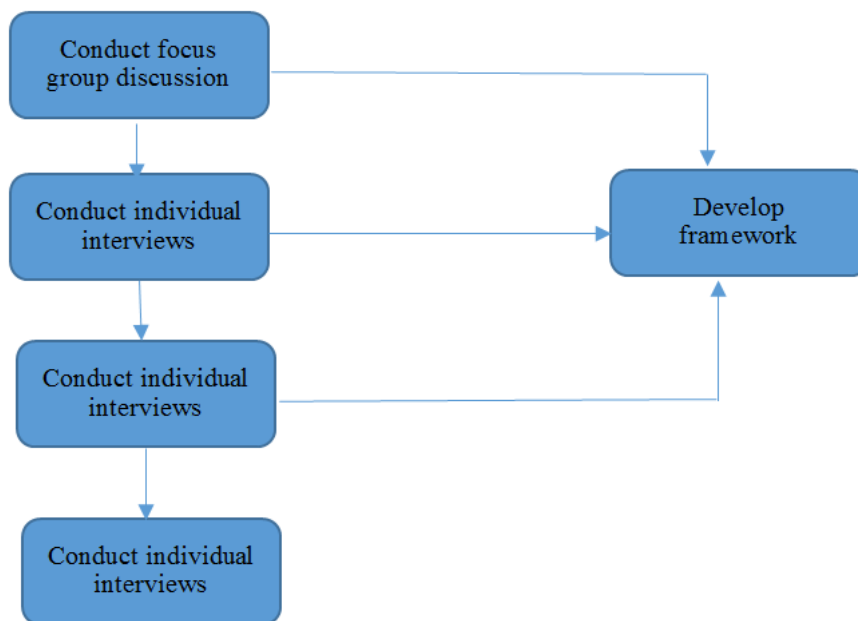 Conduct focus
group discussion
Conduct individual
interviews
Develop
framework
Conduct individual
interviews
Conduct individual
interviews